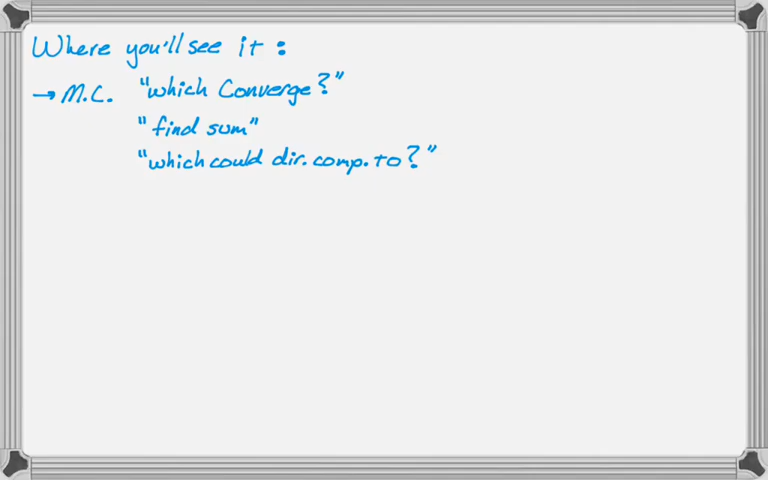 Where you'll see it :
→ M.C. "which Converge?"
"find sum"
"which could dir. comp. to?"